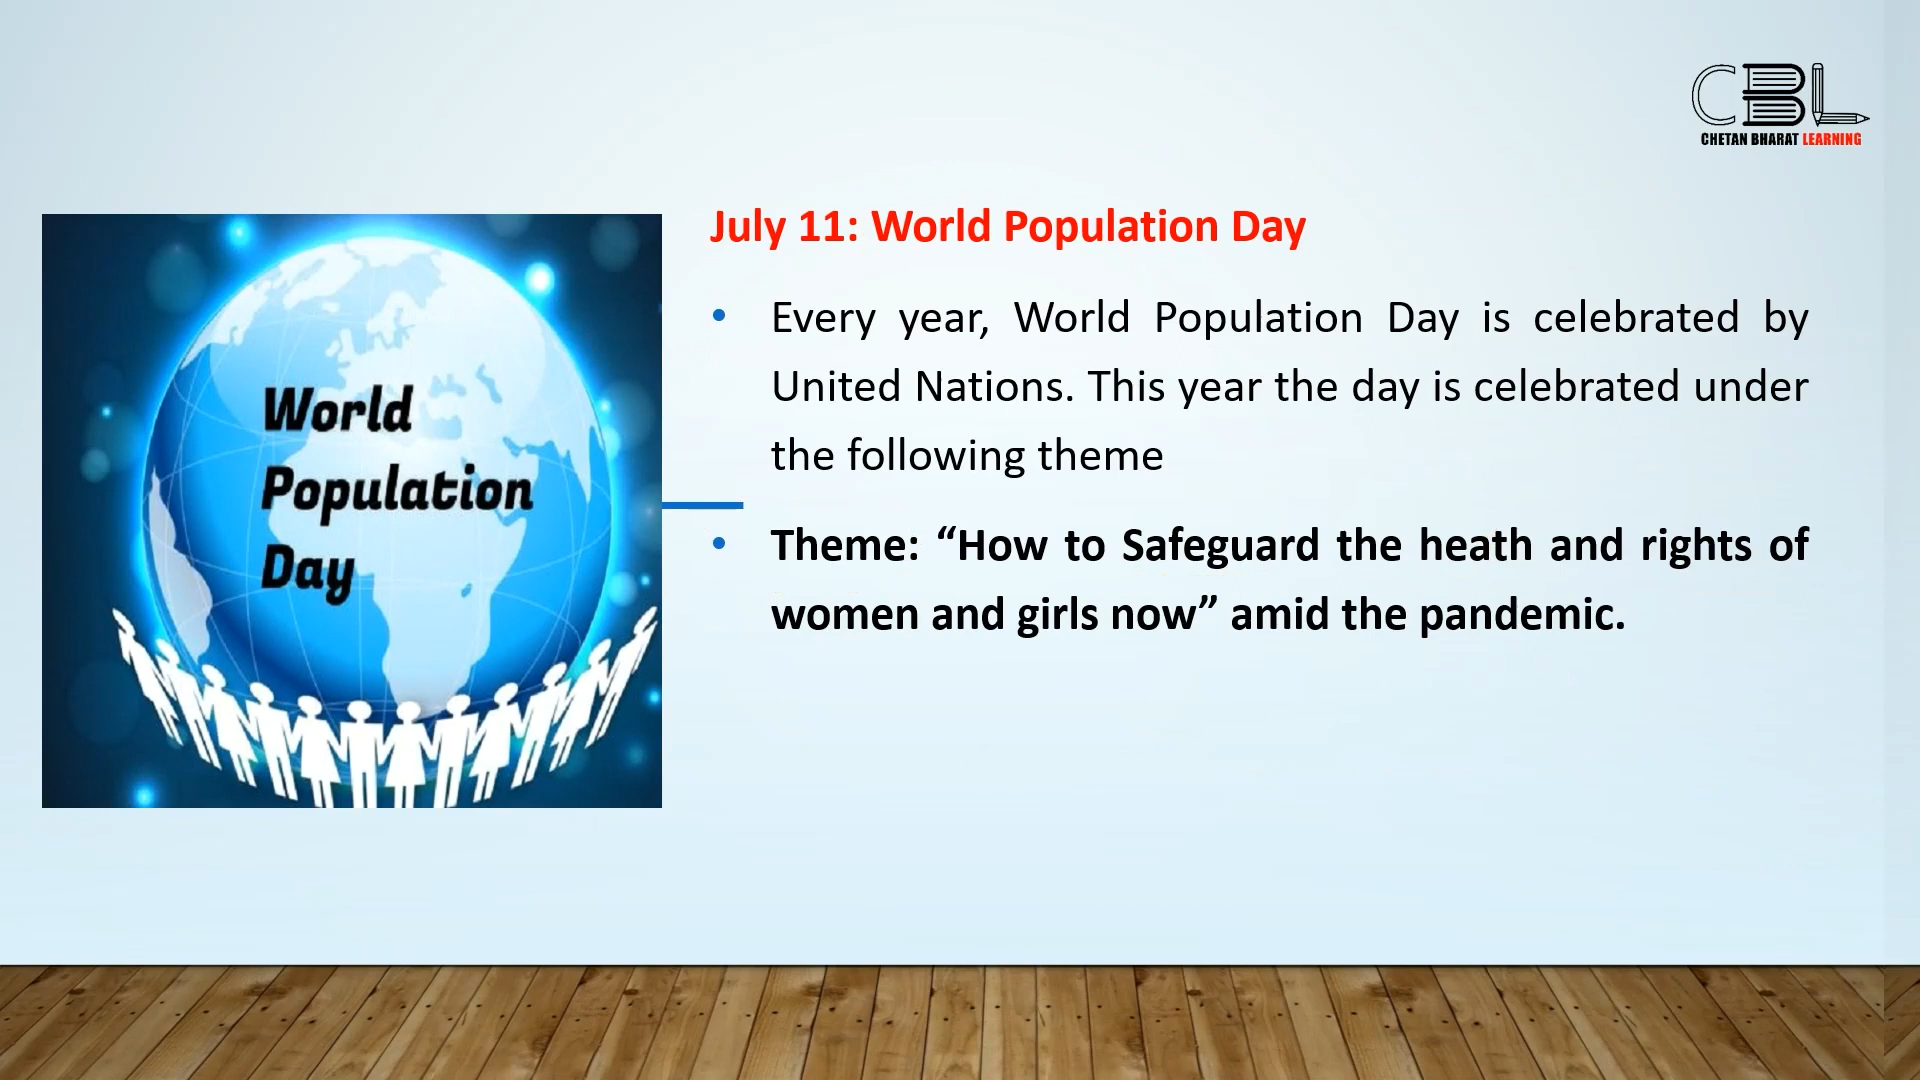 CBL
CHETAN BHARAT LEARNING
July 11: World Population Day
World
Population
Day
• Every year, World Population Day is celebrated by
United Nations. This year the day is celebrated under
the following theme
• Theme: “How to Safeguard the heath and rights of
women and girls now” amid the pandemic.